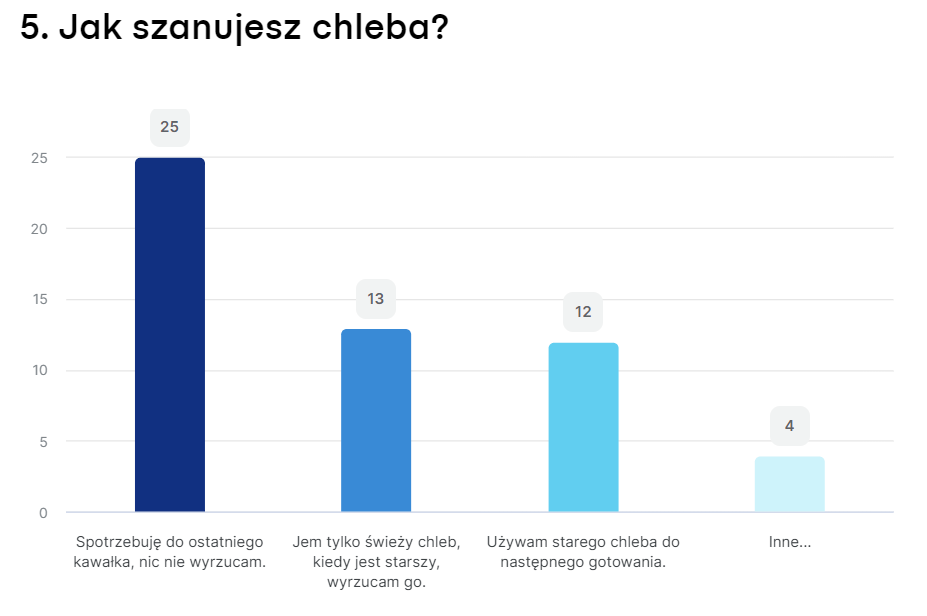 5. Jak szanujesz chleba?
25
25
20
15
13
12
10
5
4
0
Spotrzebuję do ostatniego
kawałka, nic nie wyrzucam.
Jem tylko świeży chleb,
kiedy jest starszy,
wyrzucam go.
Używam starego chleba do
następnego gotowania.
Inne...